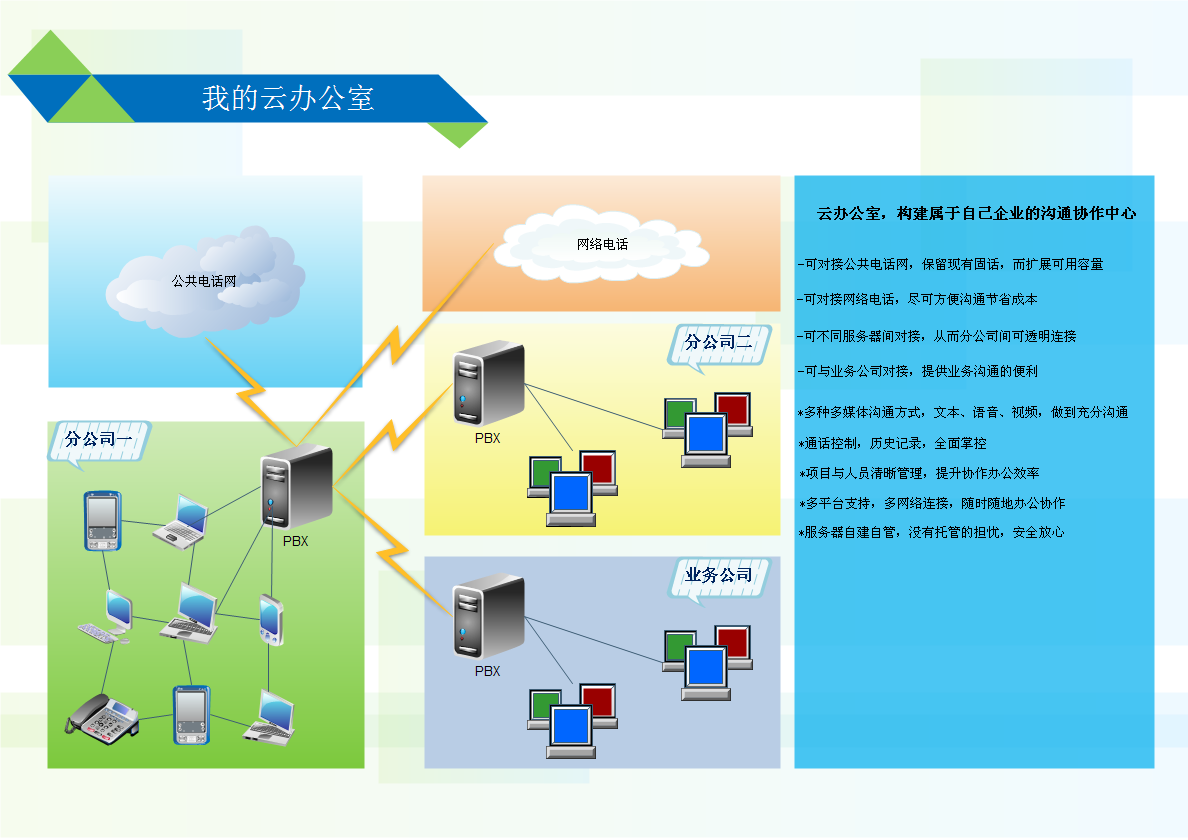 我的云办公室
公共电话网
网络电话
分公司一
PBX
分公司二
PBX
业务公司
PBX
云办公室，构建属于自己企业的沟通协作中心
-可对接公共电话网，保留现有固话，而扩展可用容量
-可对接网络电话，尽可方便沟通节省成本
-可不同服务器间对接，从而分公司间可透明连接
-可与业务公司对接，提供业务沟通的便利
*多种多媒体沟通方式，文本、语音、视频，做到充分沟通
*通话控制，历史记录，全面掌控
*项目与人员清晰管理，提升协作办公效率
*多平台支持，多网络连接，随时随地办公协作
*服务器自建自管，没有托管的担忧，安全放心